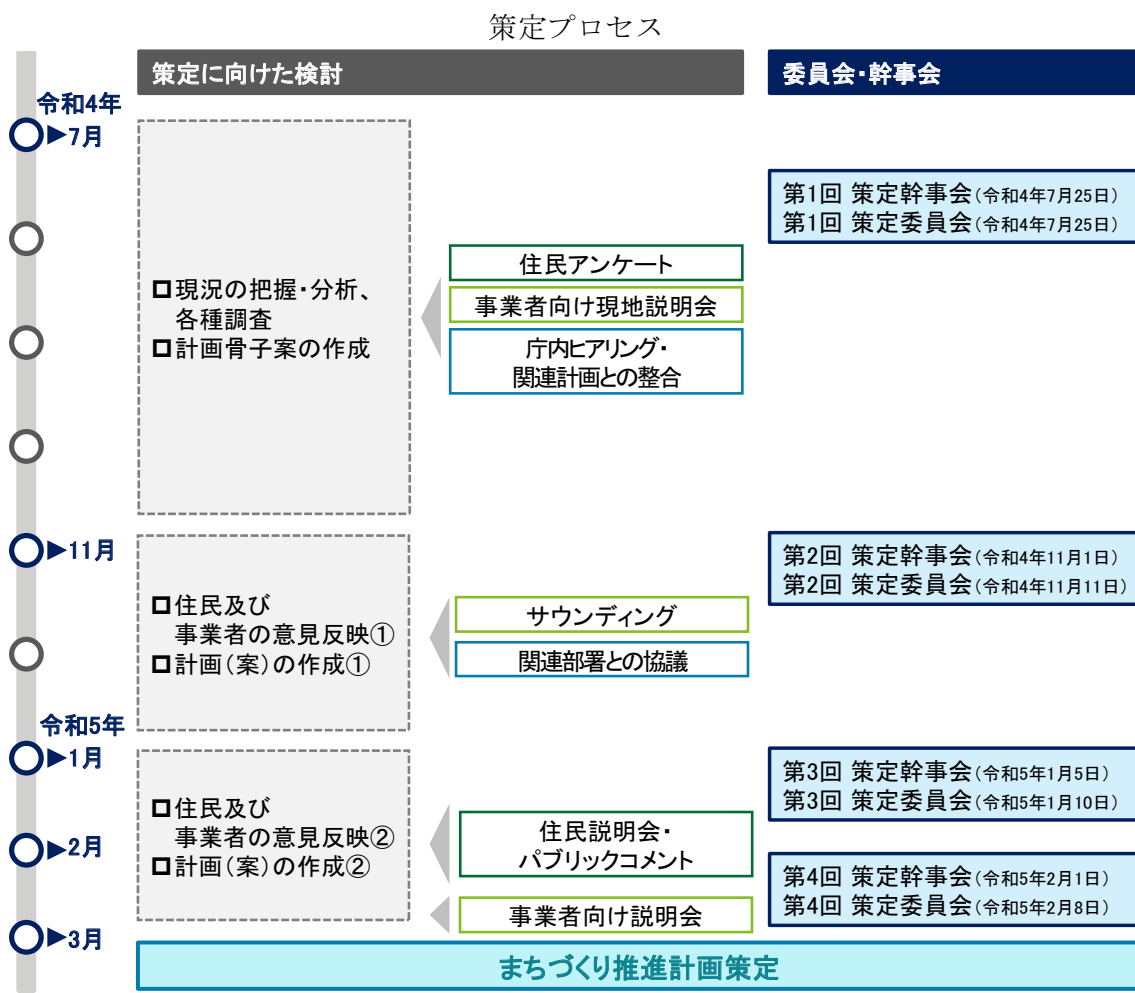 策定プロセス
策定に向けた検討
委員会・幹事会
令和4年
▶7月
第1回 策定幹事会(令和4年7月25日)
第1回 策定委員会(令和4年7月25日)
□現況の把握・分析、
各種調査
□計画骨子案の作成
住民アンケート
事業者向け現地説明会
庁内ヒアリング・
関連計画との整合
▶11月
第2回 策定幹事会(令和4年11月1日)
第2回 策定委員会(令和4年11月11日)
□住民及び
事業者の意見反映①
□計画(案)の作成①
サウンディング
関連部署との協議
令和5年
▶1月
第3回 策定幹事会(令和5年1月5日)
第3回 策定委員会(令和5年1月10日)
□住民及び
事業者の意見反映②
□計画(案)の作成②
住民説明会・
パブリックコメント
▶2月
第4回 策定幹事会(令和5年2月1日)
第4回 策定委員会(令和5年2月8日)
事業者向け説明会
▶3月
まちづくり推進計画策定